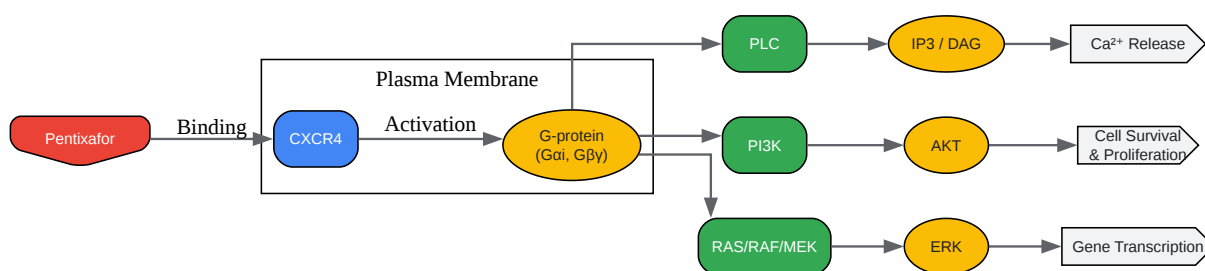 PLC
IP3 / DAG
Ca²⁺ Release
Plasma Membrane
Pentixafor
Binding
CXCR4
Activation
G-protein
(Gαi, Gβγ)
PI3K
AKT
Cell Survival
& Proliferation
RAS/RAF/MEK
ERK
Gene Transcription